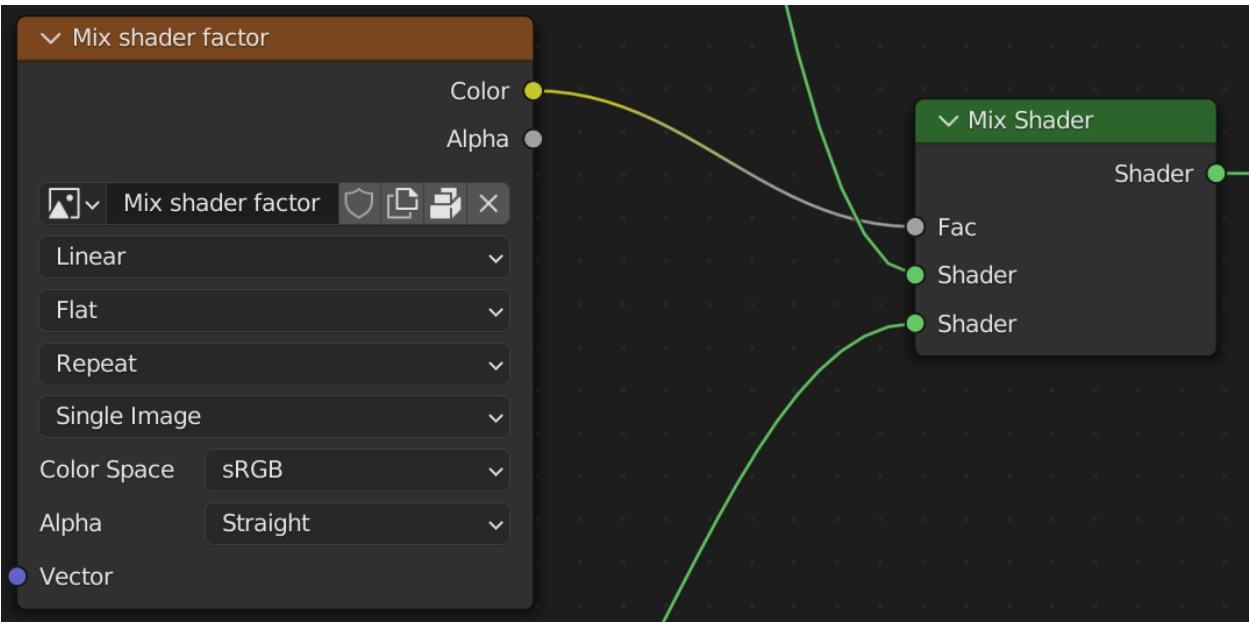 Mix shader factor
Color
Alpha
Mix shader factor
Linear
Flat
Repeat
Single Image
Color Space sRGB
Alpha Straight
Vector
Mix Shader
Shader
Fac
Shader
Shader